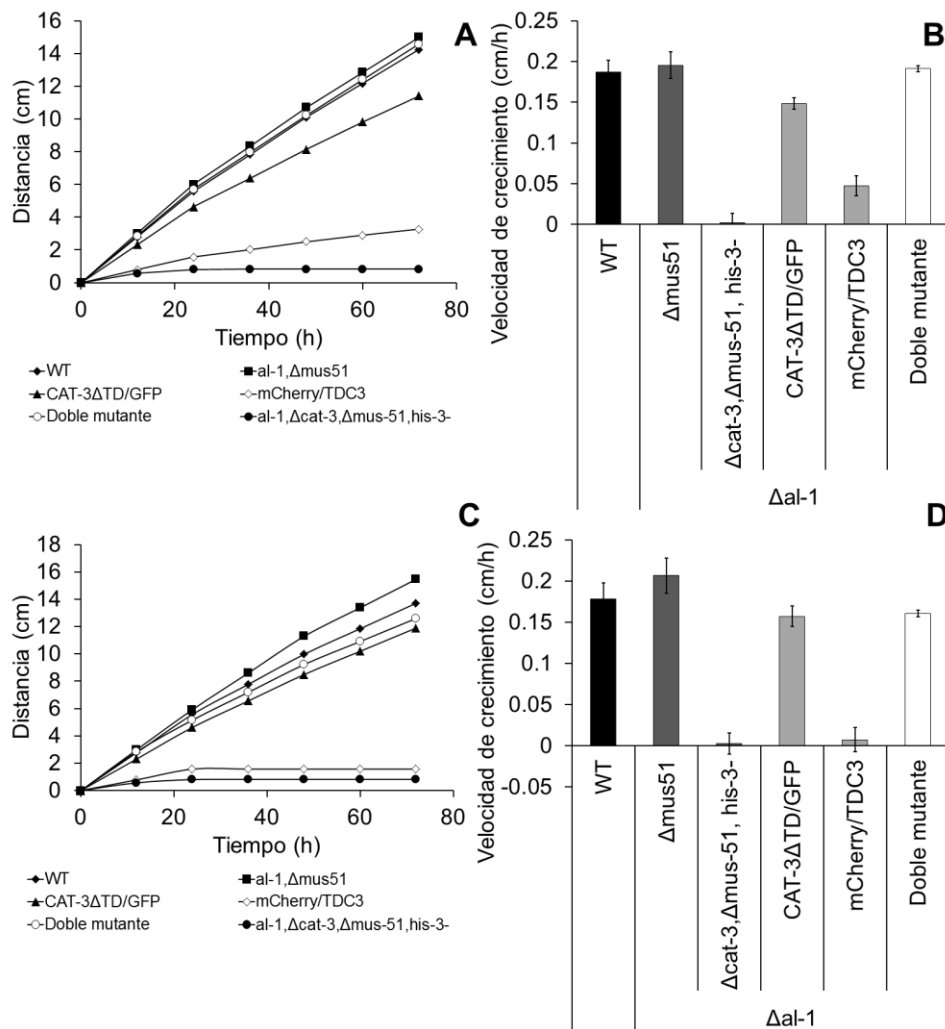 A
16
14
12
10
8
6
4
2
0
Distancia (cm)
0 20 40 60 80
Tiempo (h)
WT
al-1,Δmus51
CAT-3ΔTD/GFP
mCherry/TDC3
Doble mutante
al-1,Δcat-3,Δmus-51,his-3-
B
0.25
0.2
0.15
0.1
0.05
0
Velocidad de crecimiento (cm/h)
WT
Δmus51
Δcat-3,Δmus-51, his-3-
CAT-3ΔTD/GFP
mCherry/TDC3
Doble mutante
Δal-1
C
18
16
14
12
10
8
6
4
2
0
Distancia (cm)
0 20 40 60 80
Tiempo (h)
WT
al-1,Δmus51
CAT-3ΔTD/GFP
mCherry/TDC3
Doble mutante
al-1,Δcat-3,Δmus-51,his-3-
D
0.25
0.2
0.15
0.1
0.05
0
-0.05
Velocidad de crecimiento (cm/h)
WT
Δmus51
Δcat-3,Δmus-51, his-3-
CAT-3ΔTD/GFP
mCherry/TDC3
Doble mutante
Δal-1